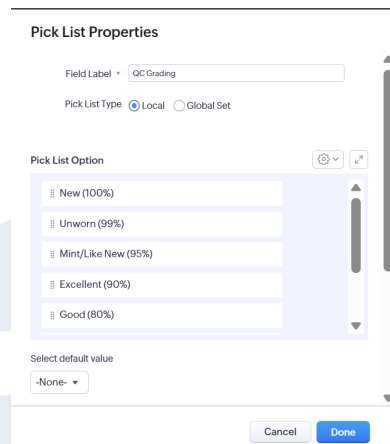 Pick List Properties
Field Label *
QC Grading
Pick List Type Local Global Set
Pick List Option
New (100%)
Unworn (99%)
Mint/Like New (95%)
Excellent (90%)
Good (80%)
Select default value
-None-
Cancel Done